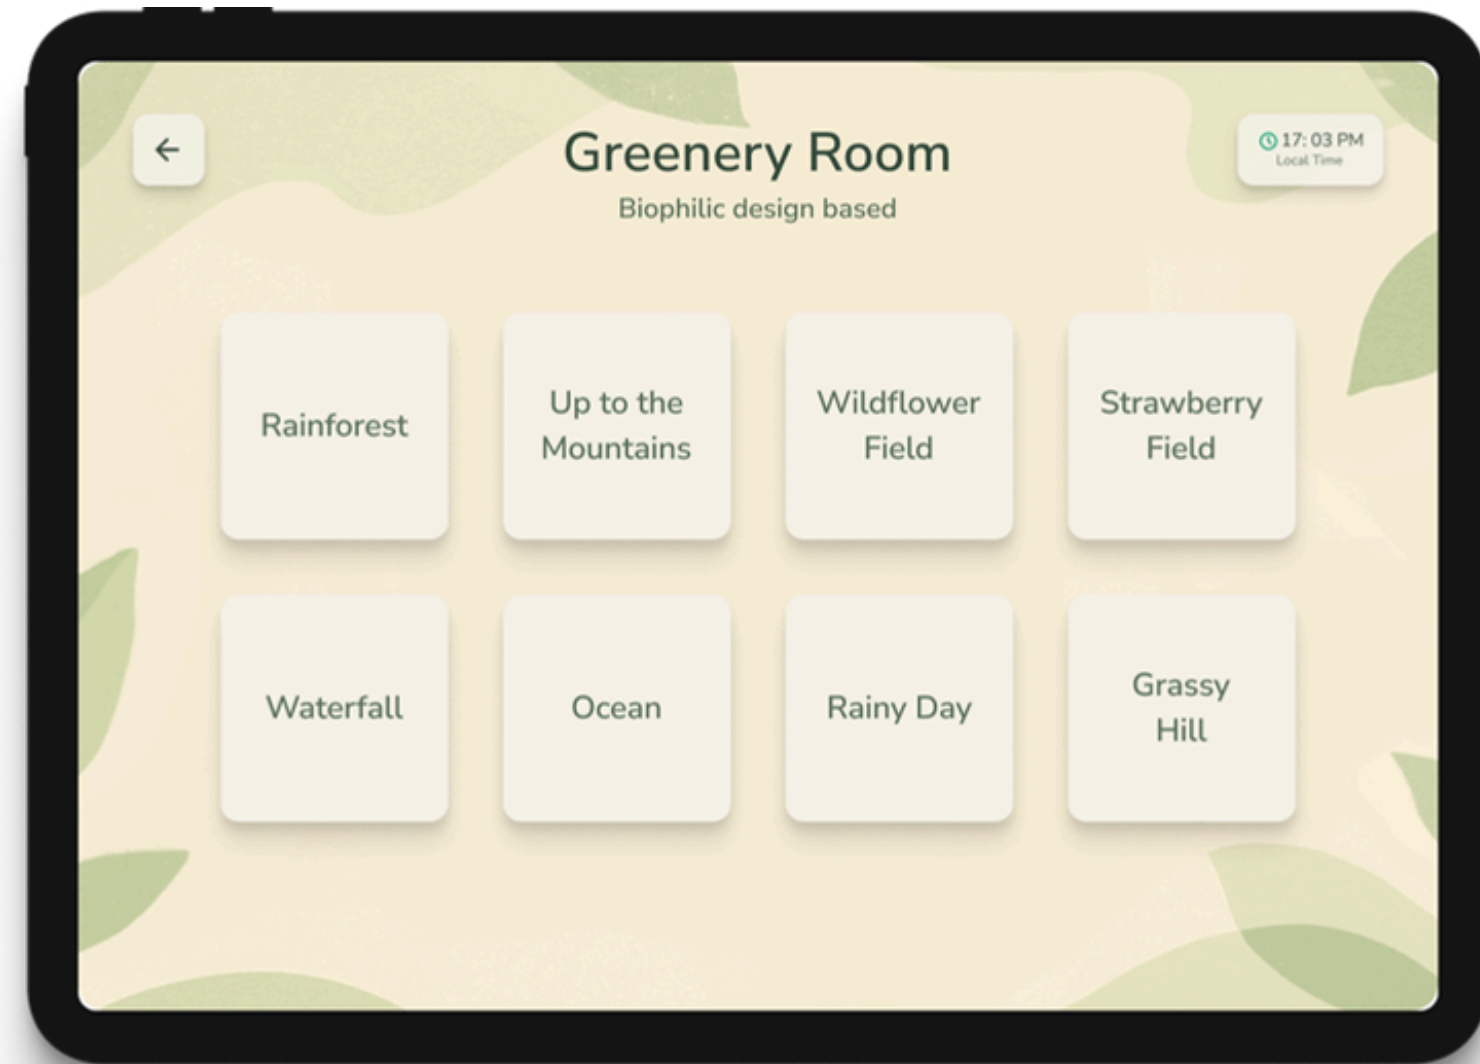 Greenery Room
17: 03 PM
Local Time
Biophilic design based
Rainforest
Up to the
Mountains
Wildflower
Field
Strawberry
Field
Waterfall
Ocean
Rainy Day
Grassy
Hill